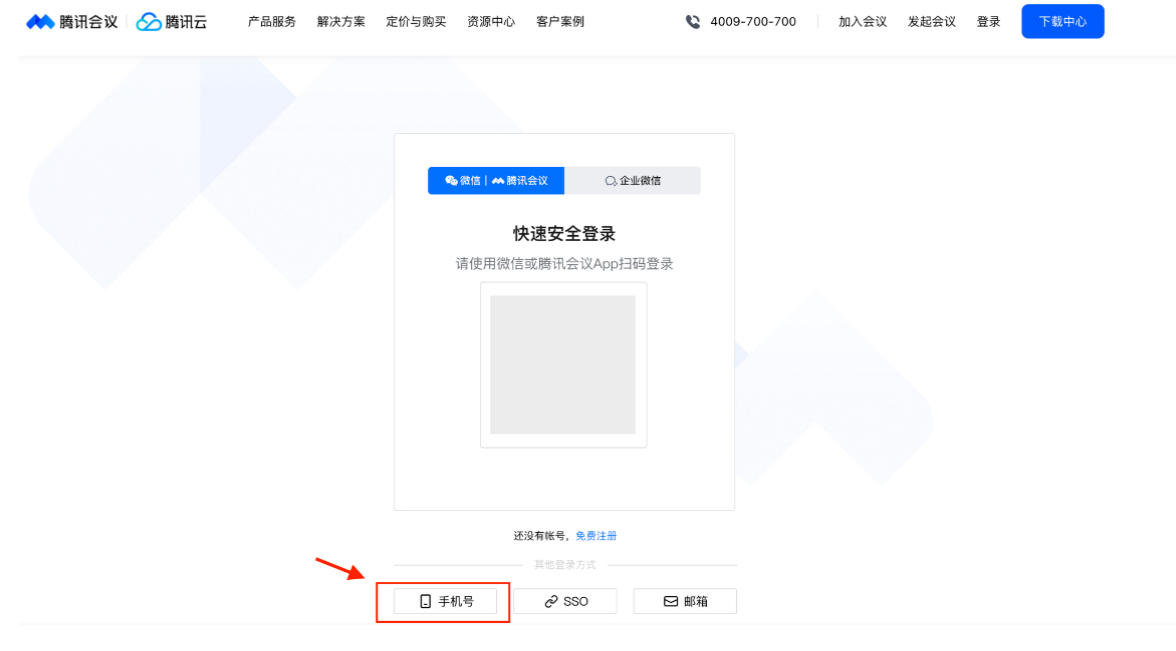 腾讯会议 腾讯云 产品服务 解决方案 定价与购买 资源中心 客户案例 4009-700-700 加入会议 发起会议 登录 下载中心
微信 | 腾讯会议 企业微信
快速安全登录
请使用微信或腾讯会议App扫码登录
还没有帐号，免费注册
其他登录方式
手机号 SSO 邮箱